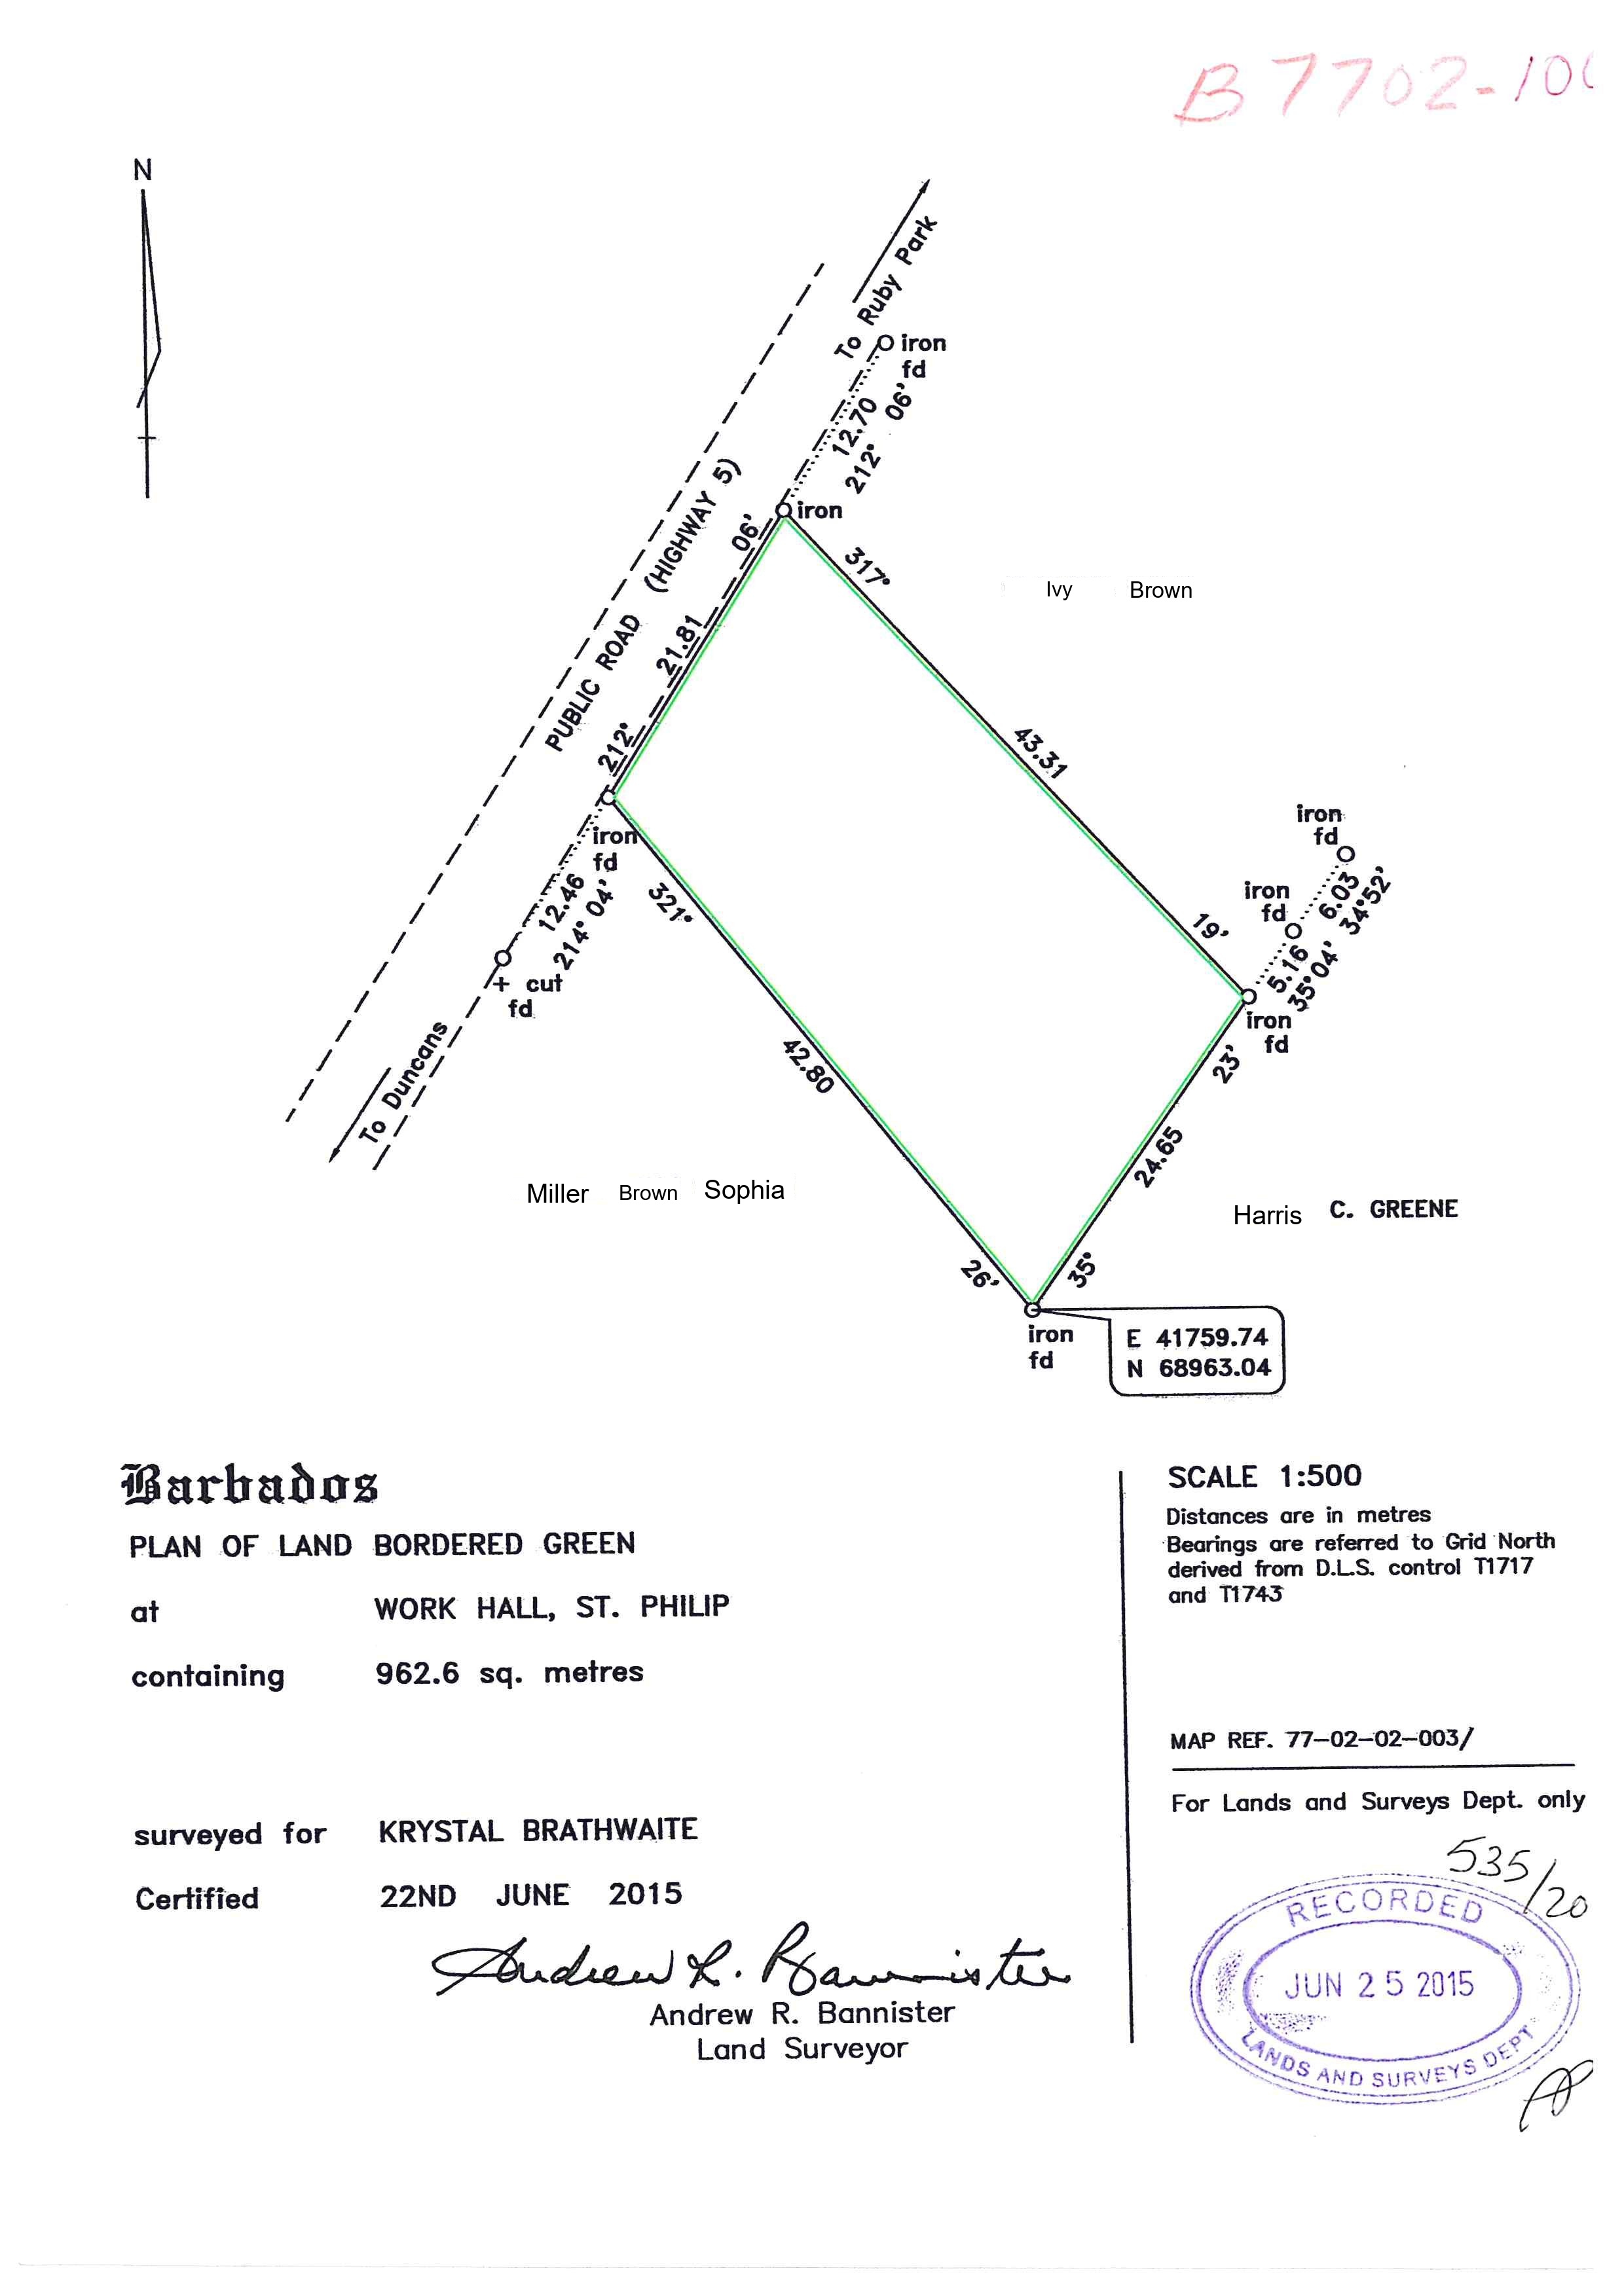 B7702-10
N
To Ruby Park
iron
fd
12.70
212° 06'
PUBLIC ROAD (HIGHWAY 5)
iron
212° 21.81 06'
317° 43.31 19'
Ivy Brown
iron
fd
12.46
214° 04'
+ cut
fd
To Duncans
321° 42.80 26'
iron
fd
6.03
34°52'
iron
fd
5.16
35°04'
iron
fd
35° 24.65 23'
Miller Brown Sophia
Harris C. GREENE
iron
fd
E 41759.74
N 68963.04
Barbados
PLAN OF LAND BORDERED GREEN
at WORK HALL, ST. PHILIP
containing 962.6 sq. metres
surveyed for KRYSTAL BRATHWAITE
Certified 22ND JUNE 2015
Andrew R. Bannister
Andrew R. Bannister
Land Surveyor
SCALE 1:500
Distances are in metres
Bearings are referred to Grid North
derived from D.L.S. control T1717
and T1743
MAP REF. 77-02-02-003/
For Lands and Surveys Dept. only
535/20
RECORDED
JUN 25 2015
LANDS AND SURVEYS DEPT